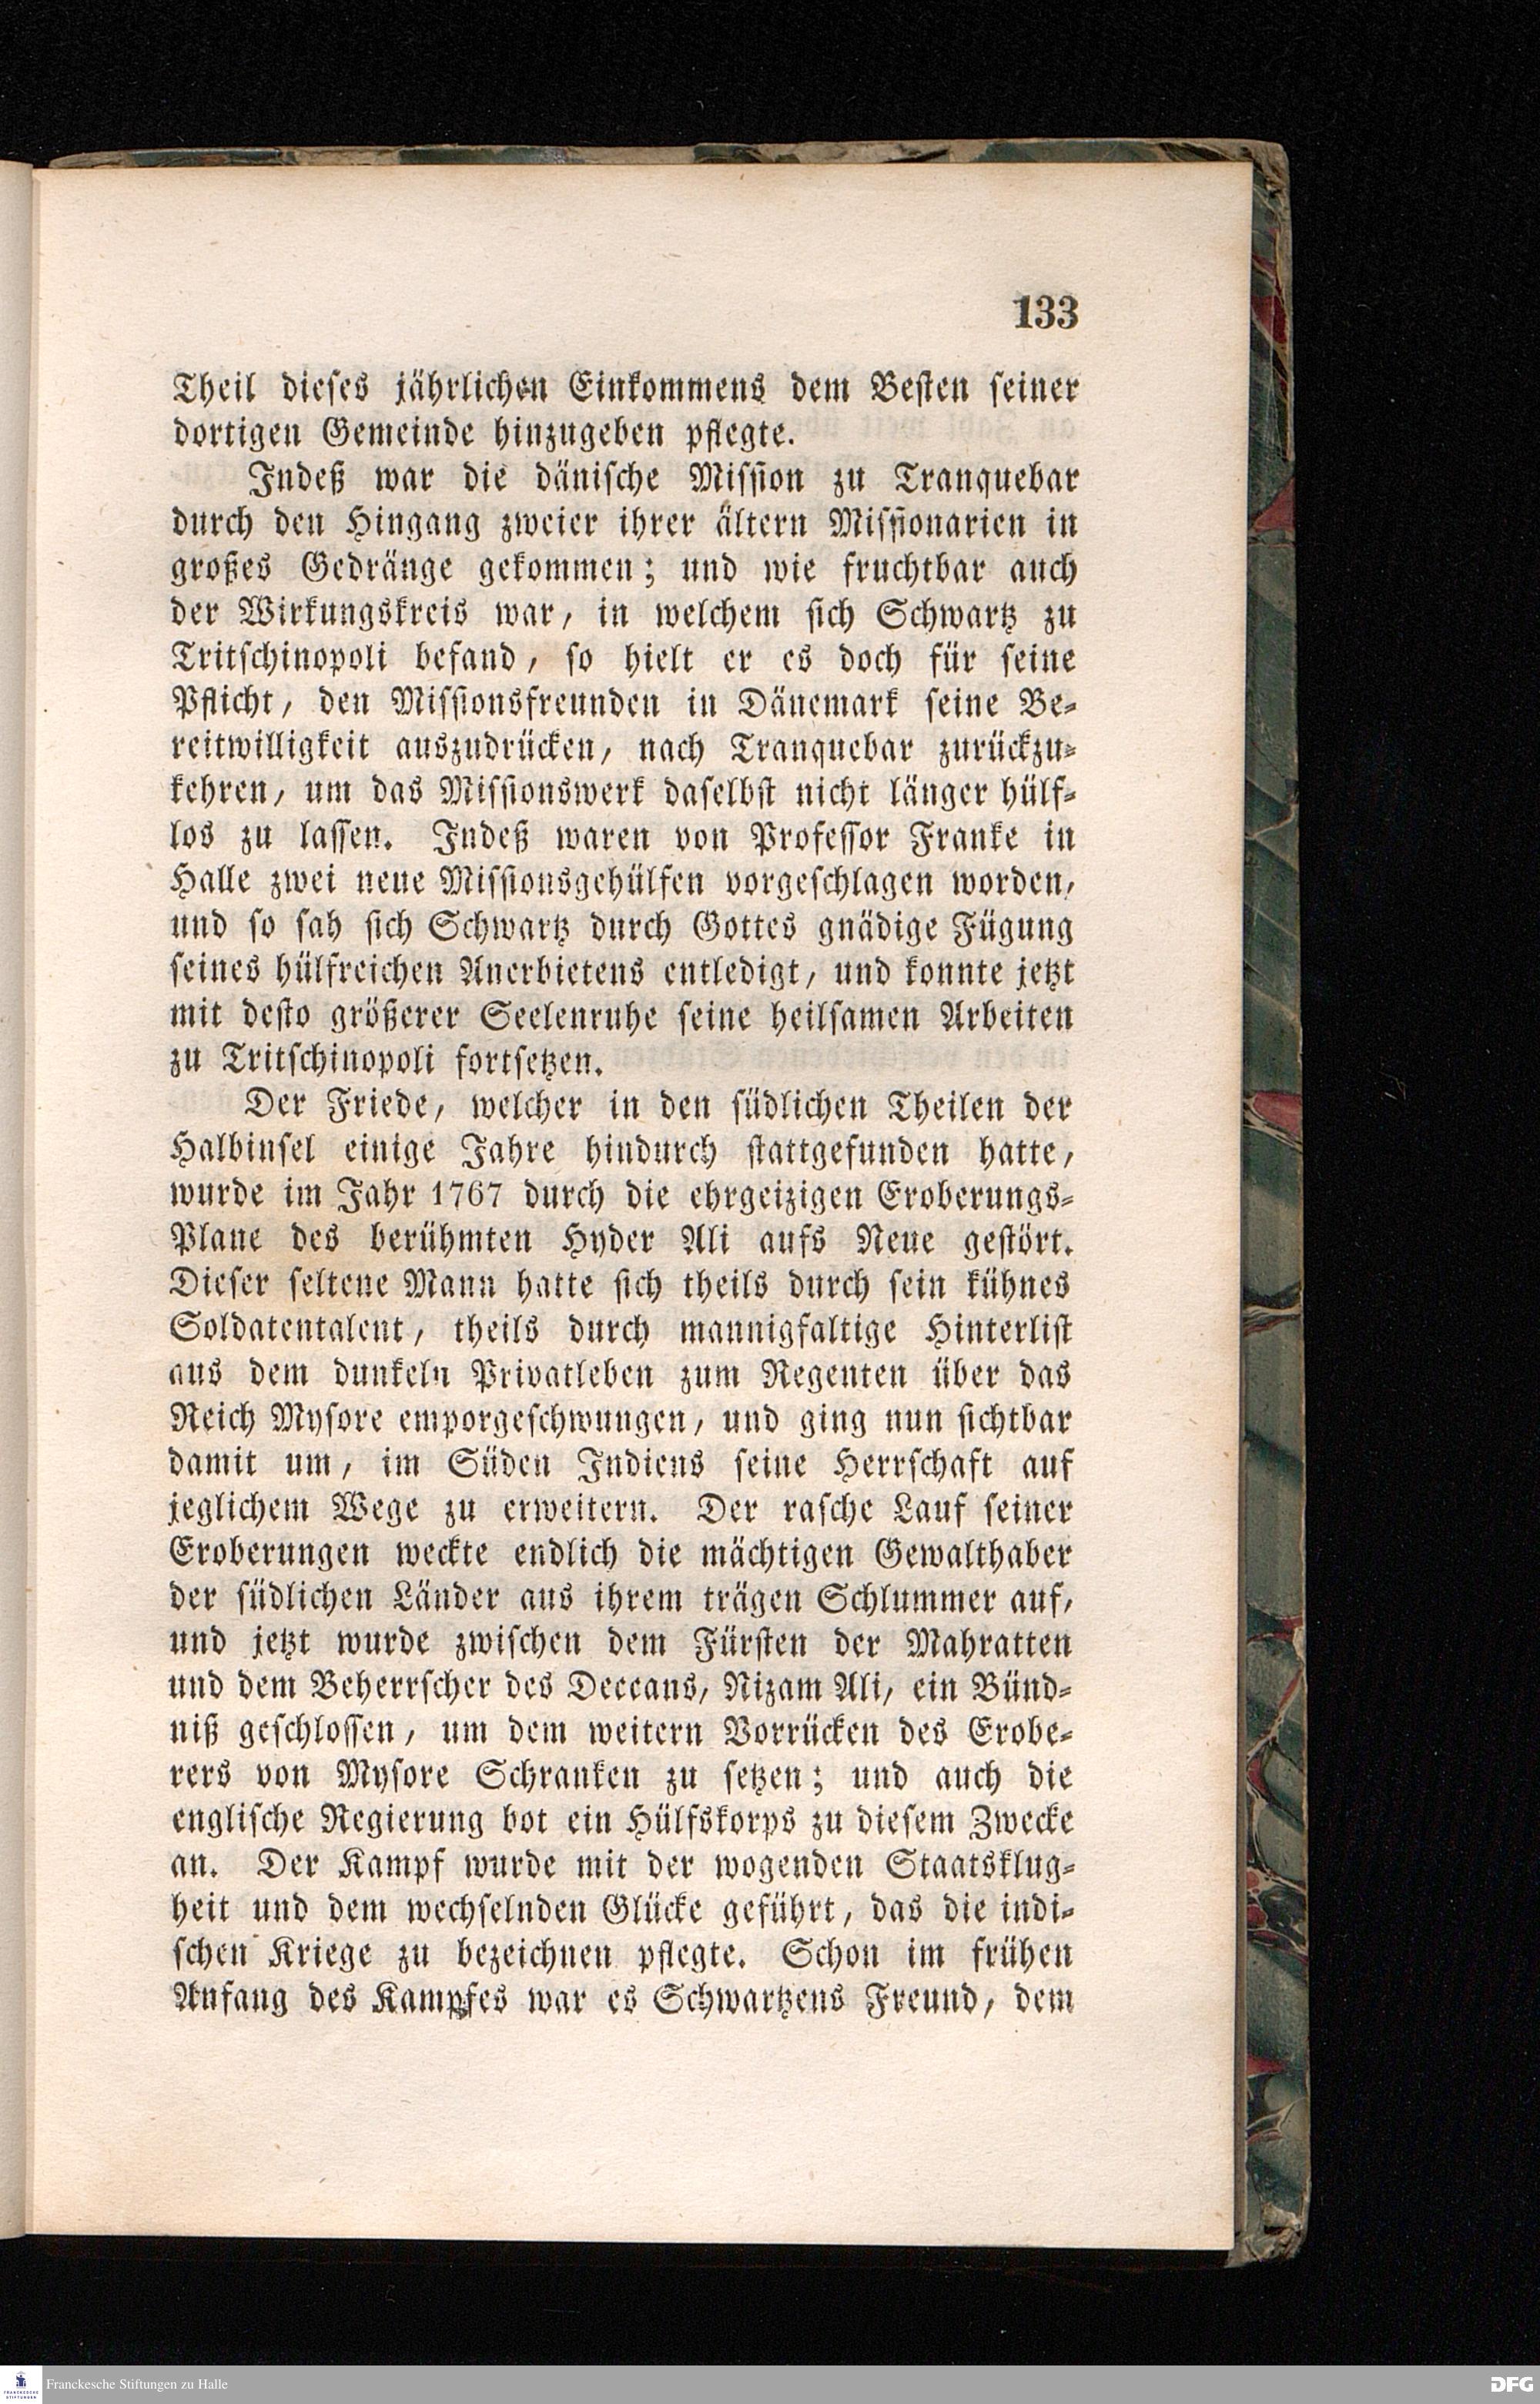 133
Theil dieses jährlichen Einkommens dem Besten seiner
dortigen Gemeinde hinzugeben pflegte.
Indeß war die dänische Mission zu Tranquebar
durch den Hingang zweier ihrer ältern Missionarien in
großes Gedränge gekommen; und wie fruchtbar auch
der Wirkungskreis war, in welchem sich Schwartz zu
Tritschinopoli befand, so hielt er es doch für seine
Pflicht, den Missionsfreunden in Dänemark seine Be-
reitwilligkeit auszudrücken, nach Tranquebar zurückzu-
kehren, um das Missionswerk daselbst nicht länger hülf-
los zu lassen. Indeß waren von Professor Franke in
Halle zwei neue Missionsgehülfen vorgeschlagen worden,
und so sah sich Schwartz durch Gottes gnädige Fügung
seines hülfreichen Anerbietens entledigt, und konnte jetzt
mit desto größerer Seelenruhe seine heilsamen Arbeiten
zu Tritschinopoli fortsetzen.
Der Friede, welcher in den südlichen Theilen der
Halbinsel einige Jahre hindurch stattgefunden hatte,
wurde im Jahr 1767 durch die ehrgeizigen Eroberungs-
Plane des berühmten Hyder Ali aufs Neue gestört.
Dieser seltene Mann hatte sich theils durch sein kühnes
Soldatentalent, theils durch mannigfaltige Hinterlist
aus dem dunkeln Privatleben zum Regenten über das
Reich Mysore emporgeschwungen, und ging nun sichtbar
damit um, im Süden Indiens seine Herrschaft auf
jeglichem Wege zu erweitern. Der rasche Lauf seiner
Eroberungen weckte endlich die mächtigen Gewalthaber
der südlichen Länder aus ihrem trägen Schlummer auf,
und jetzt wurde zwischen dem Fürsten der Mahratten
und dem Beherrscher des Deccans, Nizam Ali, ein Bünd-
niß geschlossen, um dem weitern Vorrücken des Erobe-
rers von Mysore Schranken zu setzen; und auch die
englische Regierung bot ein Hülfskorps zu diesem Zwecke
an. Der Kampf wurde mit der wogenden Staatsklug-
heit und dem wechselnden Glücke geführt, das die indi-
schen Kriege zu bezeichnen pflegte. Schon im frühen
Anfang des Kampfes war es Schwartzens Freund, dem
FRANCKESCHE
STIFTUNGEN
Franckesche Stiftungen zu Halle
DFG